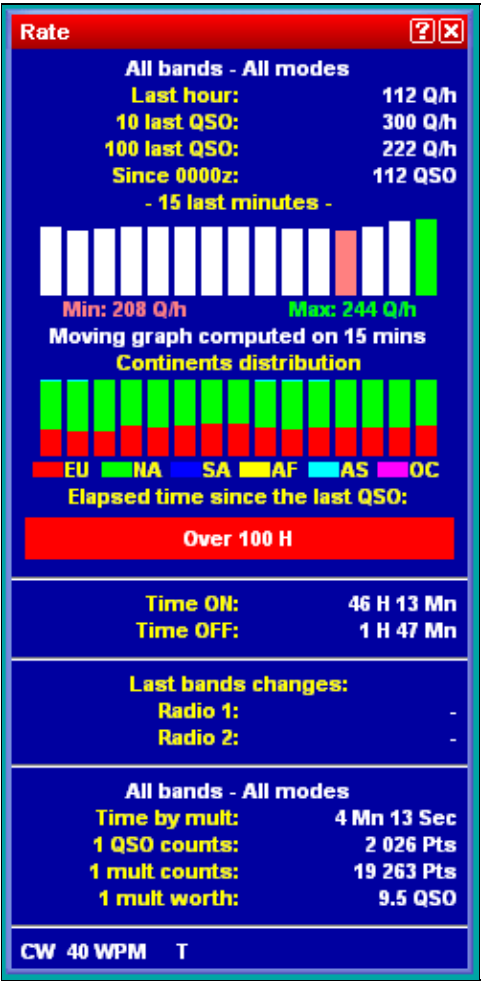 Rate ? X
All bands - All modes
Last hour: 112 Q/h
10 last QSO: 300 Q/h
100 last QSO: 222 Q/h
Since 0000z: 112 QSO
- 15 last minutes -
Min: 208 Q/h Max: 244 Q/h
Moving graph computed on 15 mins
Continents distribution
EU NA SA AF AS OC
Elapsed time since the last QSO:
Over 100 H
Time ON: 46 H 13 Mn
Time OFF: 1 H 47 Mn
Last bands changes:
Radio 1: -
Radio 2: -
All bands - All modes
Time by mult: 4 Mn 13 Sec
1 QSO counts: 2 026 Pts
1 mult counts: 19 263 Pts
1 mult worth: 9.5 QSO
CW 40 WPM T